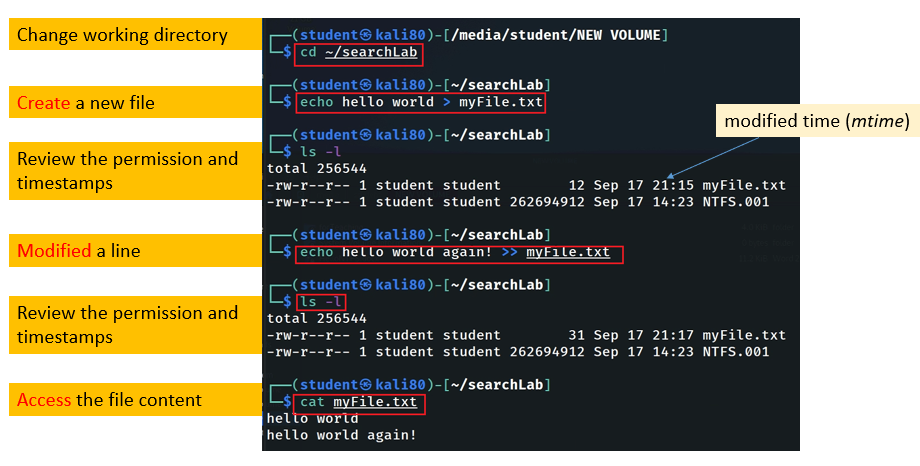 Change working directory
┌──(student㉿kali80)-[/media/student/NEW VOLUME]
└─$ cd ~/searchLab
Create a new file
┌──(student㉿kali80)-[~/searchLab]
└─$ echo hello world > myFile.txt
modified time (mtime)
Review the permission and
timestamps
┌──(student㉿kali80)-[~/searchLab]
└─$ ls -l
total 256544
-rw-r--r-- 1 student student        12 Sep 17 21:15 myFile.txt
-rw-r--r-- 1 student student 262694912 Sep 17 14:23 NTFS.001
Modified a line
┌──(student㉿kali80)-[~/searchLab]
└─$ echo hello world again! >> myFile.txt
Review the permission and
timestamps
┌──(student㉿kali80)-[~/searchLab]
└─$ ls -l
total 256544
-rw-r--r-- 1 student student        31 Sep 17 21:17 myFile.txt
-rw-r--r-- 1 student student 262694912 Sep 17 14:23 NTFS.001
Access the file content
┌──(student㉿kali80)-[~/searchLab]
└─$ cat myFile.txt
hello world
hello world again!